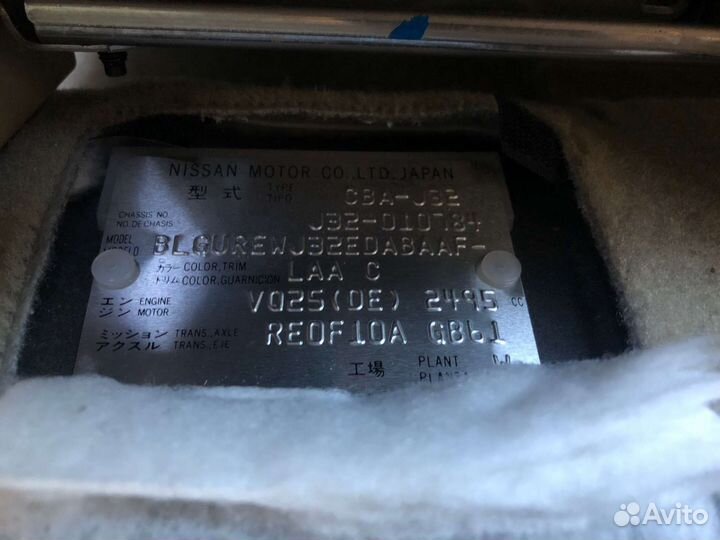 NISSAN MOTOR CO.,LTD.JAPAN
型式 TYPE TIPO CBA-J32
CHASSIS NO. NO.DE CHASIS J32-010784
MODEL BLGUREWJ32EDA8AAF-
カラー COLOR,TRIM
トリム COLOR,GUARNICION LAA C
エンジン ENGINE MOTOR VQ25(DE) 2495 CC
ミッション TRANS.,AXLE
アクスル TRANS.,EJE RE0F10A GB61
工場 PLANT
Avito